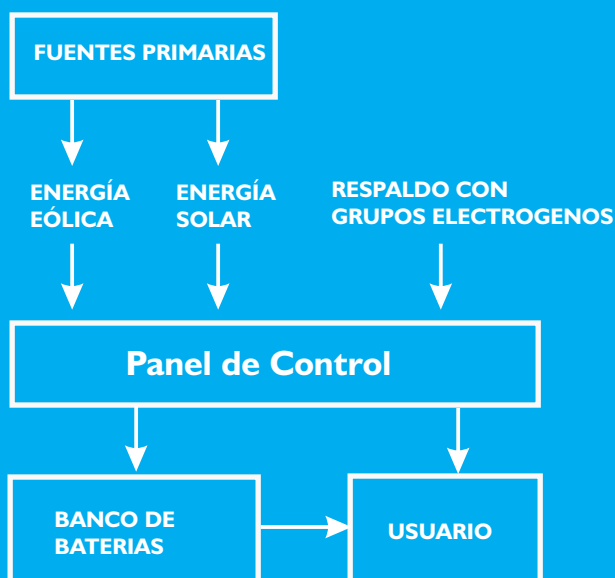 FUENTES PRIMARIAS
ENERGÍA
EÓLICA
ENERGÍA
SOLAR
RESPALDO CON
GRUPOS ELECTROGENOS
Panel de Control
BANCO DE
BATERIAS
USUARIO